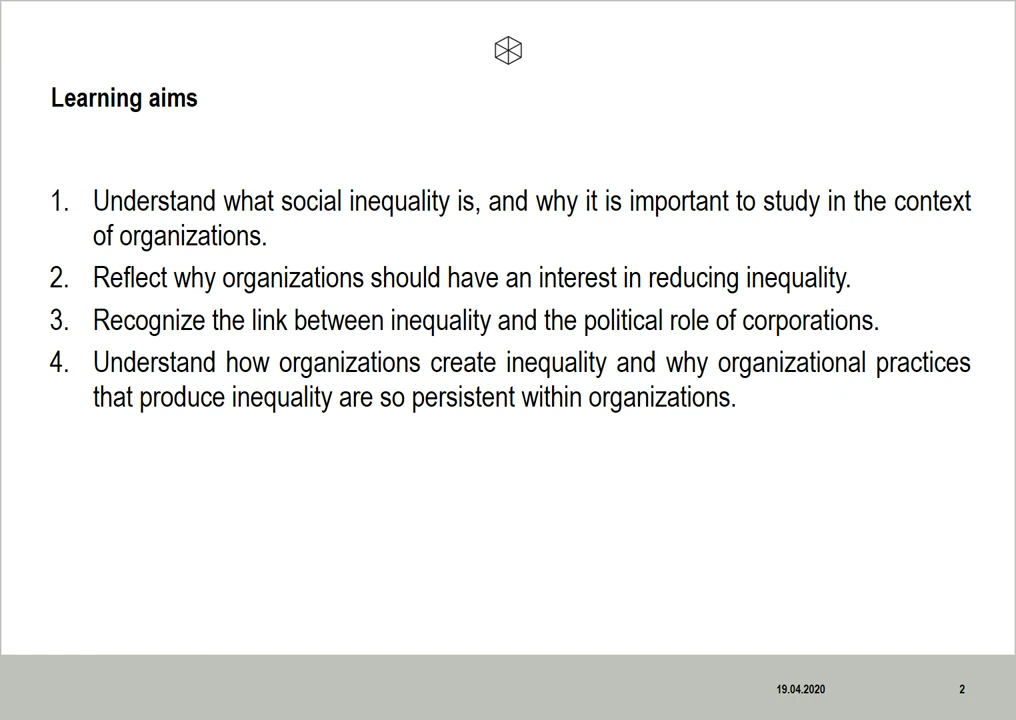 Learning aims
1. Understand what social inequality is, and why it is important to study in the context
of organizations.
2. Reflect why organizations should have an interest in reducing inequality.
3. Recognize the link between inequality and the political role of corporations.
4. Understand how organizations create inequality and why organizational practices
that produce inequality are so persistent within organizations.
19.04.2020 2